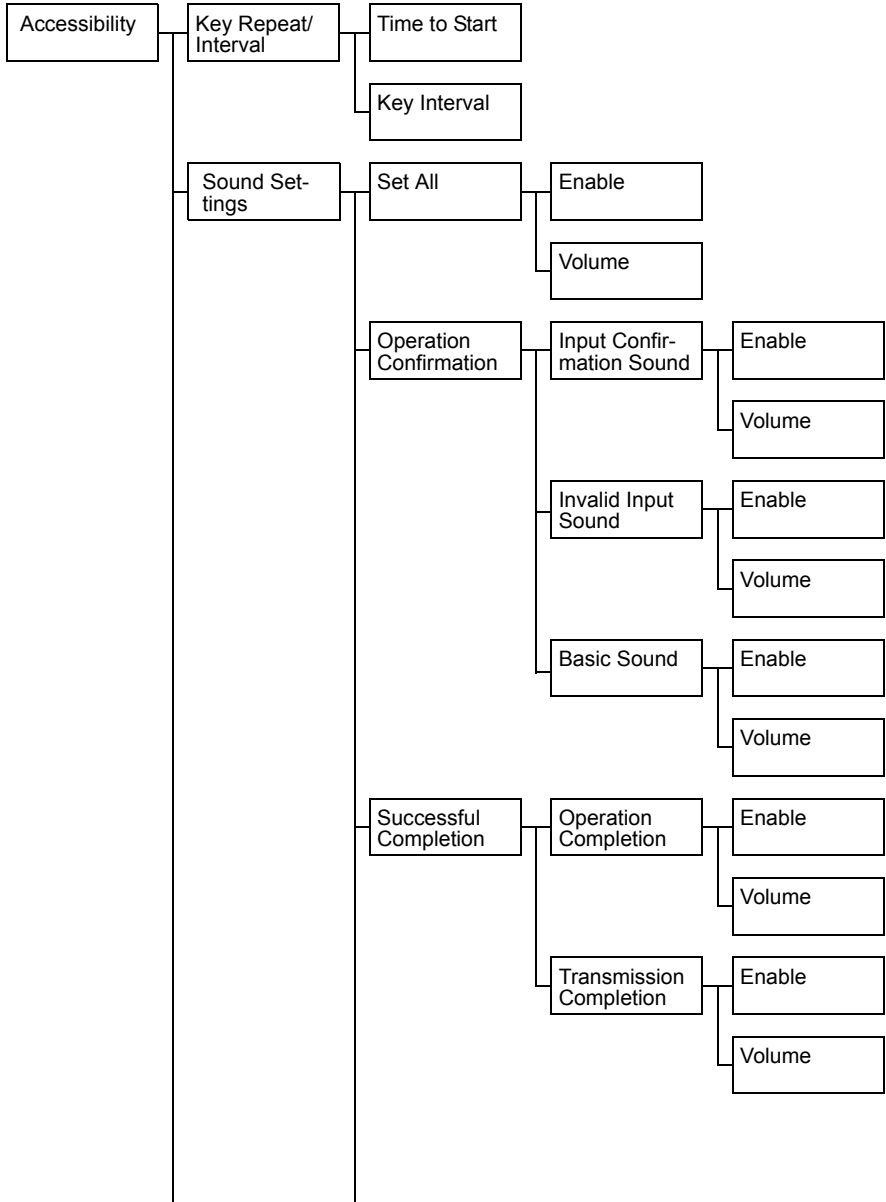 Accessibility
Key Repeat/
Interval
Time to Start
Key Interval
Sound Set-
tings
Set All
Enable
Volume
Operation
Confirmation
Input Confir-
mation Sound
Enable
Volume
Invalid Input
Sound
Enable
Volume
Basic Sound
Enable
Volume
Successful
Completion
Operation
Completion
Enable
Volume
Transmission
Completion
Enable
Volume